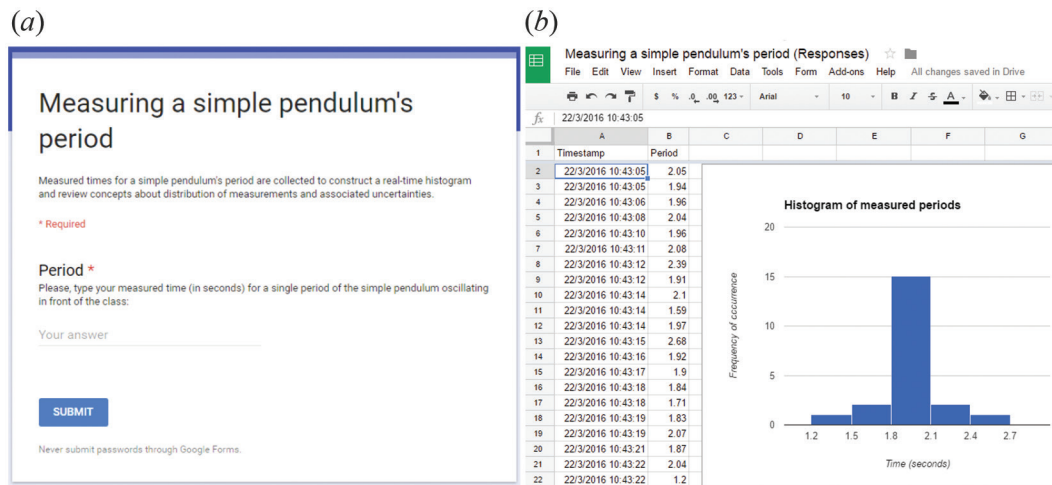 (a)
Measuring a simple pendulum's
period
Measured times for a simple pendulum's period are collected to construct a real-time histogram
and review concepts about distribution of measurements and associated uncertainties.
* Required
Period *
Please, type your measured time (in seconds) for a single period of the simple pendulum oscillating
in front of the class:
Your answer
SUBMIT
Never submit passwords through Google Forms.
(b)
Measuring a simple pendulum's period (Responses)
File Edit View Insert Format Data Tools Form Add-ons Help All changes saved in Drive
$ % .0 .00 123 Arial 10 B I S A
fx 22/3/2016 10:43:05
A B C D E F G
1 Timestamp Period
2 22/3/2016 10:43:05 2.05
3 22/3/2016 10:43:05 1.94
4 22/3/2016 10:43:06 1.96
5 22/3/2016 10:43:08 2.04
6 22/3/2016 10:43:10 1.96
7 22/3/2016 10:43:11 2.08
8 22/3/2016 10:43:12 2.39
9 22/3/2016 10:43:12 1.91
10 22/3/2016 10:43:14 2.1
11 22/3/2016 10:43:14 1.59
12 22/3/2016 10:43:14 1.97
13 22/3/2016 10:43:15 2.68
14 22/3/2016 10:43:16 1.92
15 22/3/2016 10:43:17 1.9
16 22/3/2016 10:43:18 1.84
17 22/3/2016 10:43:18 1.71
18 22/3/2016 10:43:19 1.83
19 22/3/2016 10:43:19 2.07
20 22/3/2016 10:43:21 1.87
21 22/3/2016 10:43:22 2.04
22 22/3/2016 10:43:22 1.2
Histogram of measured periods
Frequency of occurrence
20
15
10
5
0
1.2 1.5 1.8 2.1 2.4 2.7
Time (seconds)